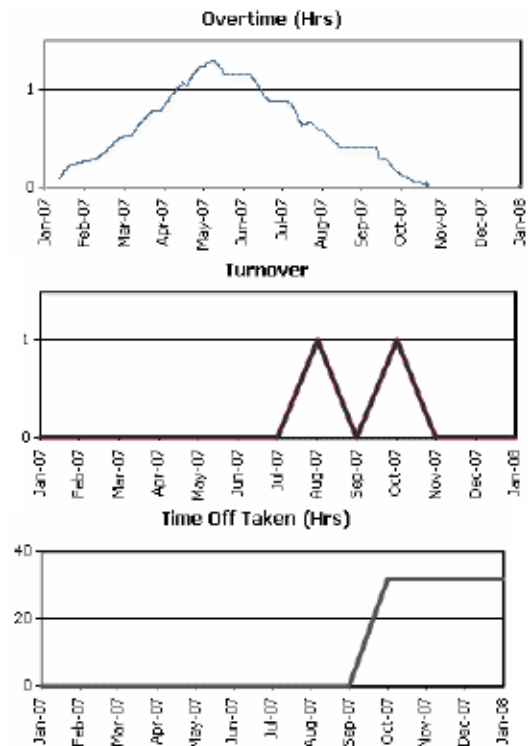 Overtime (Hrs)
1
0
Jan-07 Feb-07 Mar-07 Apr-07 May-07 Jun-07 Jul-07 Aug-07 Sep-07 Oct-07 Nov-07 Dec-07 Jan-08
Turnover
1
0
Jan-07 Feb-07 Mar-07 Apr-07 May-07 Jun-07 Jul-07 Aug-07 Sep-07 Oct-07 Nov-07 Dec-07 Jan-08
Time Off Taken (Hrs)
40
20
0
Jan-07 Feb-07 Mar-07 Apr-07 May-07 Jun-07 Jul-07 Aug-07 Sep-07 Oct-07 Nov-07 Dec-07 Jan-08